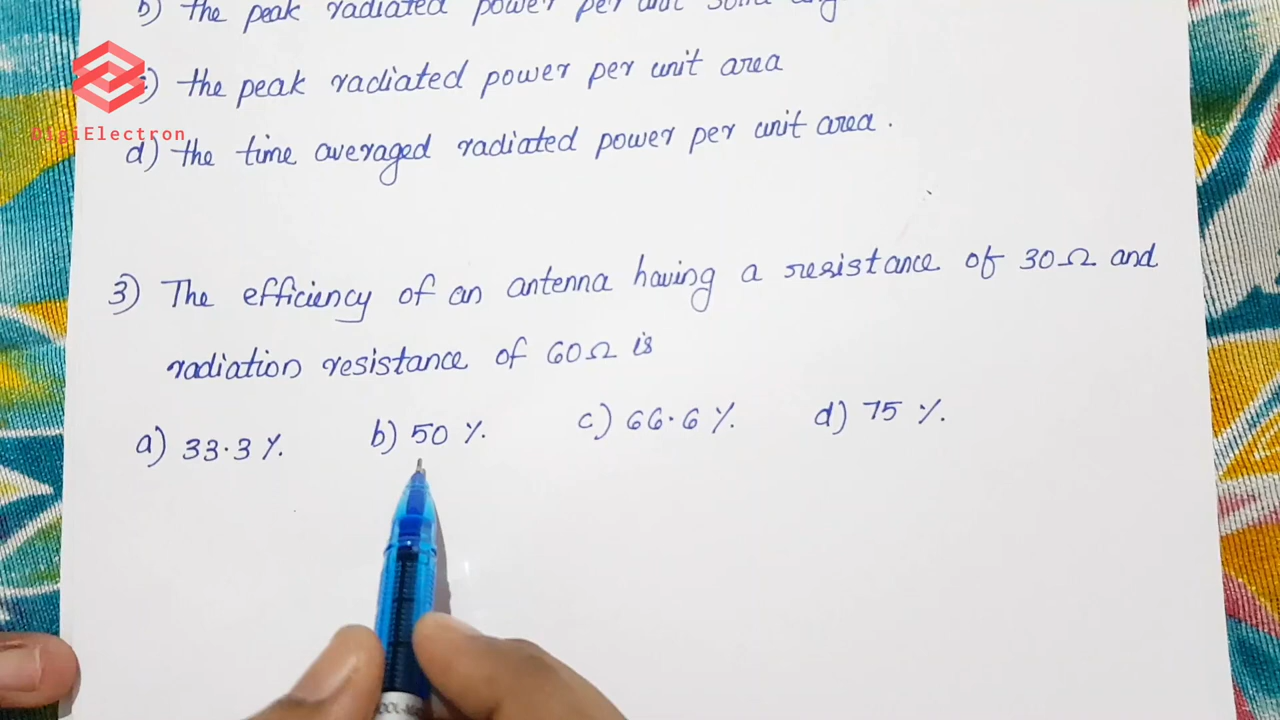 b) the peak radiated power per unit solid
c) the peak radiated power per unit area
DigiElectron
d) the time averaged radiated power per unit area.
3) The efficiency of an antenna having a resistance of 30Ω and
radiation resistance of 60Ω is
a) 33.3 %. b) 50 %. c) 66.6 %. d) 75 %.